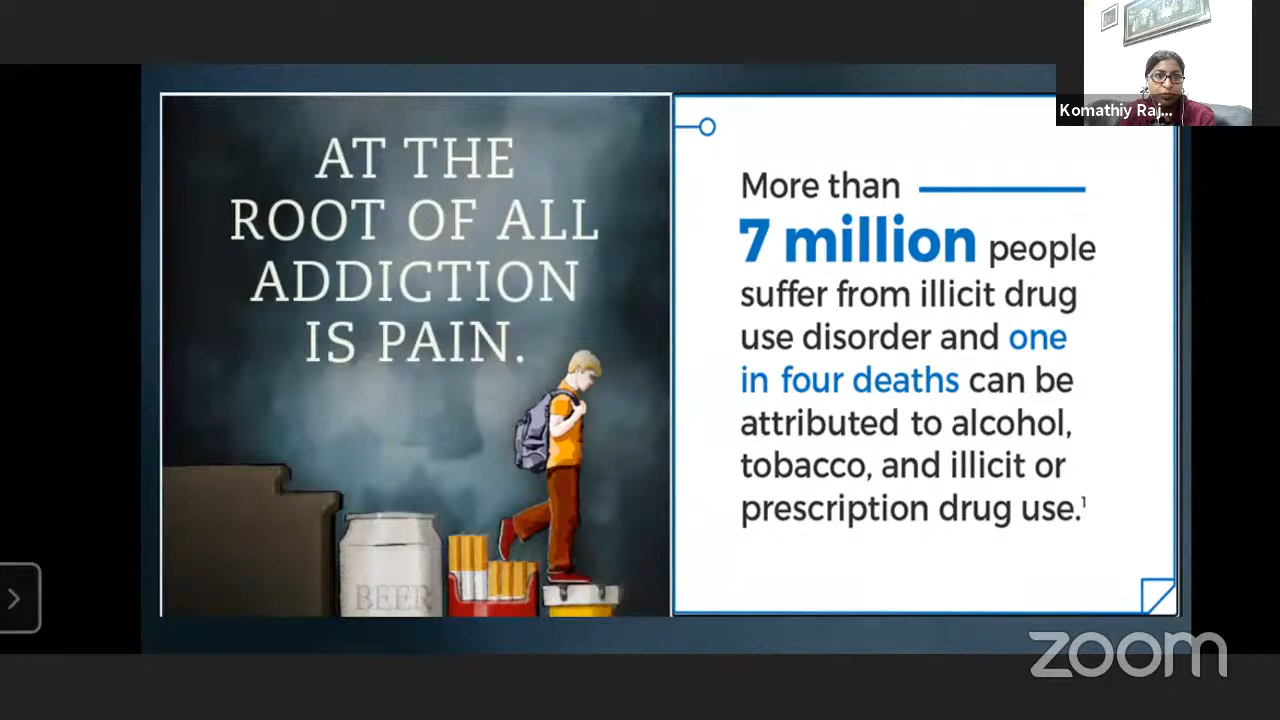 Komathiy Raj...
AT THE
ROOT OF ALL
ADDICTION
IS PAIN.
BEER
More than
7 million people
suffer from illicit drug
use disorder and one
in four deaths can be
attributed to alcohol,
tobacco, and illicit or
prescription drug use.¹
zoom